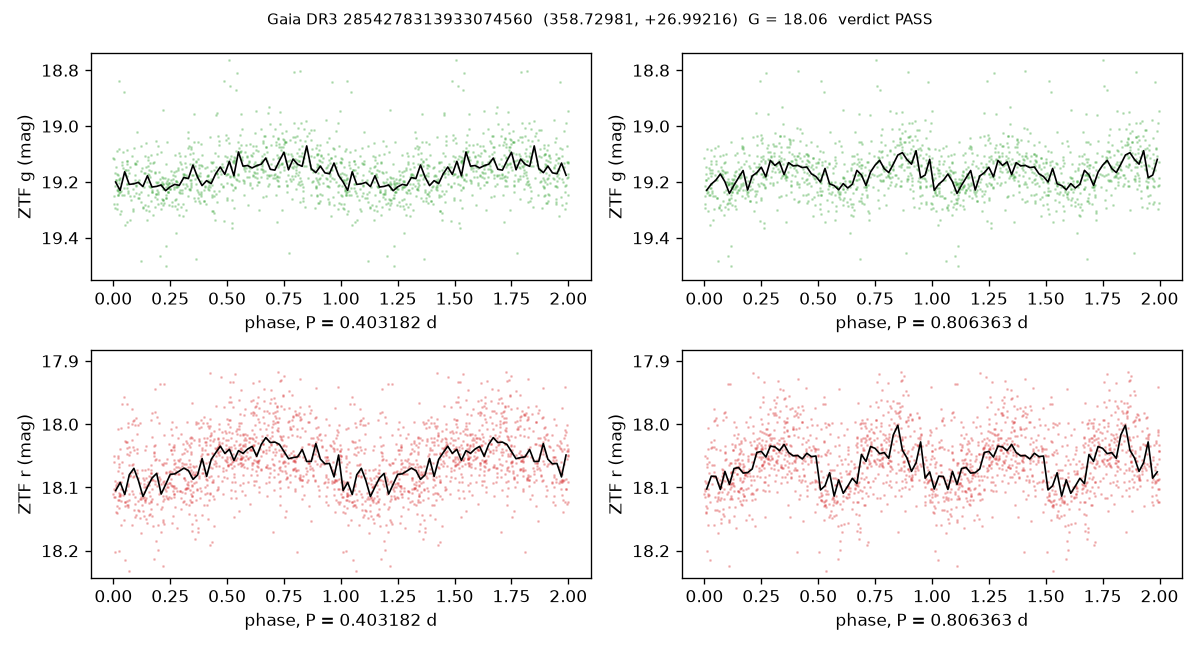 Gaia DR3 2854278313933074560 (358.72981, +26.99216) G = 18.06 verdict PASS
ZTF g (mag)
18.8
19.0
19.2
19.4
0.00 0.25 0.50 0.75 1.00 1.25 1.50 1.75 2.00
phase, P = 0.403182 d
ZTF g (mag)
18.8
19.0
19.2
19.4
0.00 0.25 0.50 0.75 1.00 1.25 1.50 1.75 2.00
phase, P = 0.806363 d
ZTF r (mag)
17.9
18.0
18.1
18.2
0.00 0.25 0.50 0.75 1.00 1.25 1.50 1.75 2.00
phase, P = 0.403182 d
ZTF r (mag)
17.9
18.0
18.1
18.2
0.00 0.25 0.50 0.75 1.00 1.25 1.50 1.75 2.00
phase, P = 0.806363 d